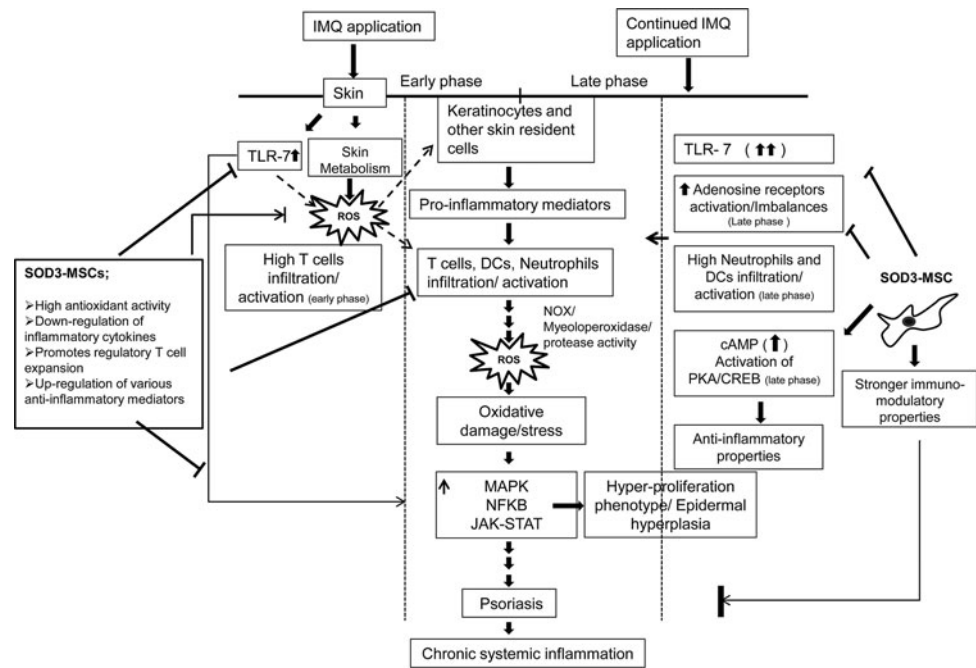 IMQ application
Continued IMQ
application
Early phase
Late phase
Skin
Keratinocytes and
other skin resident
cells
TLR-7
Skin
Metabolism
TLR- 7 ( )
ROS
Pro-inflammatory mediators
Adenosine receptors
activation/Imbalances
(Late phase )
High T cells
infiltration/
activation (early phase)
T cells, DCs, Neutrophils
infiltration/ activation
High Neutrophils and
DCs infiltration/
activation (late phase)
SOD3-MSC
SOD3-MSCs;
➢High antioxidant activity
➢Down-regulation of
inflammatory cytokines
➢Promotes regulatory T cell
expansion
➢Up-regulation of various
anti-inflammatory mediators
NOX/
Myeoloperoxidase/
protease activity
ROS
cAMP ( )
Activation of
PKA/CREB (late phase)
Stronger immuno-
modulatory properties
Oxidative
damage/stress
Anti-inflammatory
properties
MAPK
NFKB
JAK-STAT
Hyper-proliferation
phenotype/ Epidermal
hyperplasia
Psoriasis
Chronic systemic inflammation